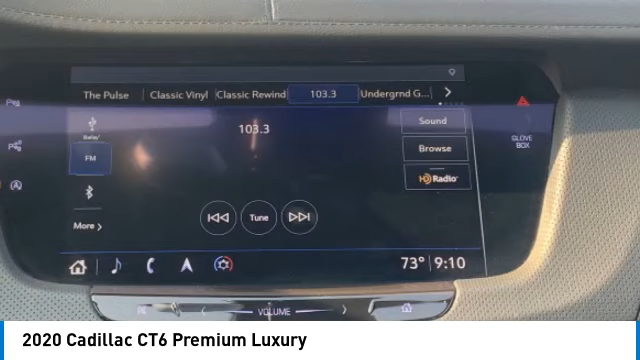 The Pulse
Classic Vinyl
Classic Rewind
103.3
Undergrnd G...
103.3
Sound
FM
Browse
HD Radio
Tune
More
GLOVE BOX
73° 9:10
VOLUME
2020 Cadillac CT6 Premium Luxury